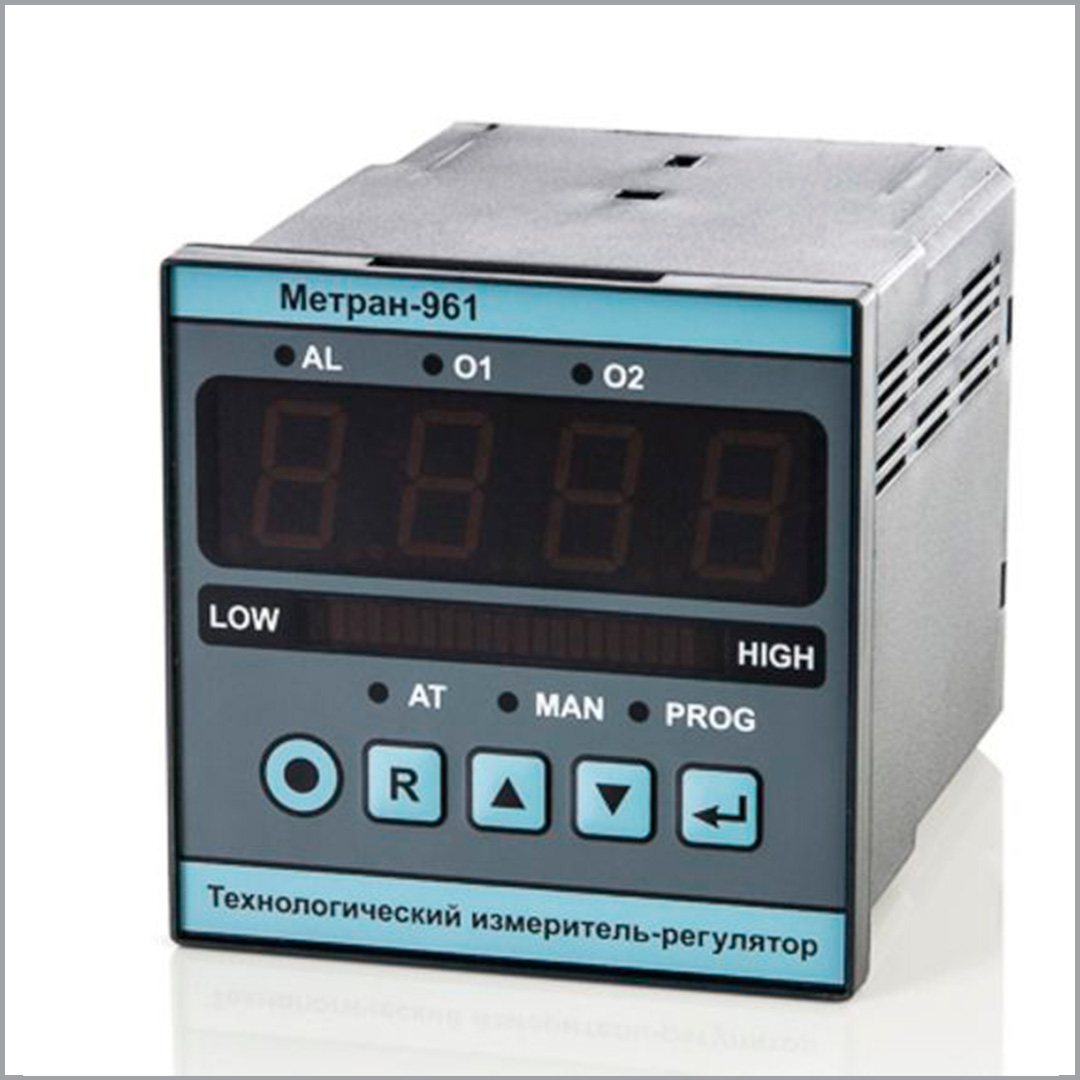 Метран-961
AL O1 O2
LOW HIGH
AT MAN PROG
R
Технологический измеритель-регулятор